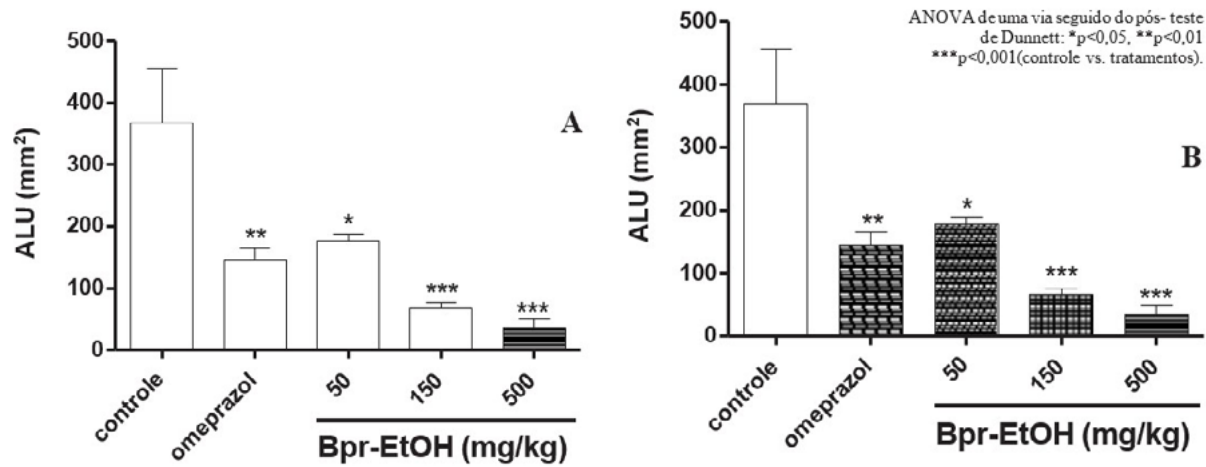 500
400
300
200
100
0
ALU (mm²)
A
**
*
***
***
controle
omeprazol
50
150
500
Bpr-EtOH (mg/kg)
ANOVA de uma via seguido do pós- teste
de Dunnett: *p<0,05, **p<0,01
***p<0,001(controle vs. tratamentos).
500
400
300
200
100
0
ALU (mm²)
B
**
*
***
***
controle
omeprazol
50
150
500
Bpr-EtOH (mg/kg)